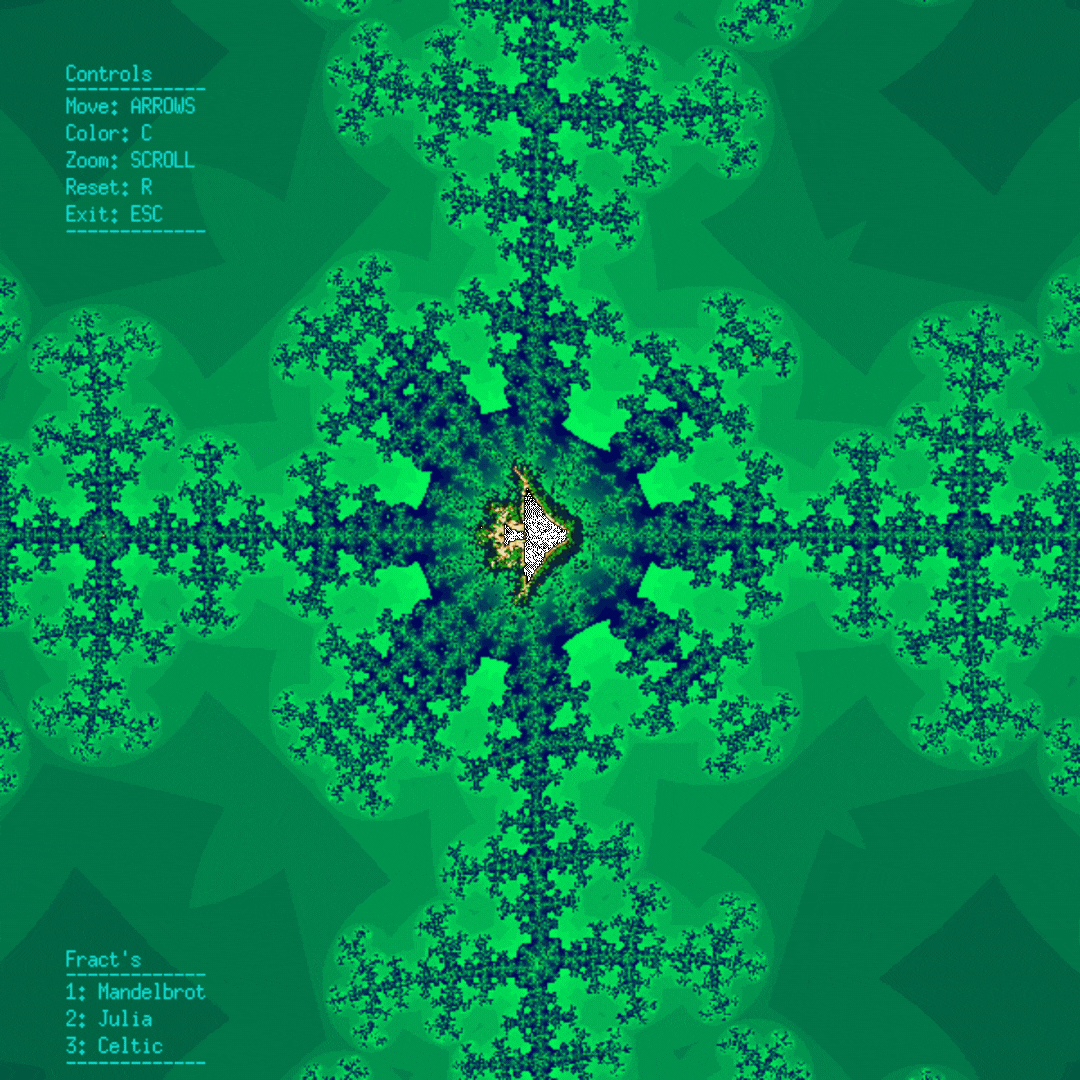 Controls
-------------
Move: ARROWS
Color: C
Zoom: SCROLL
Reset: R
Exit: ESC
-------------
Fract's
-------------
1: Mandelbrot
2: Julia
3: Celtic
-------------